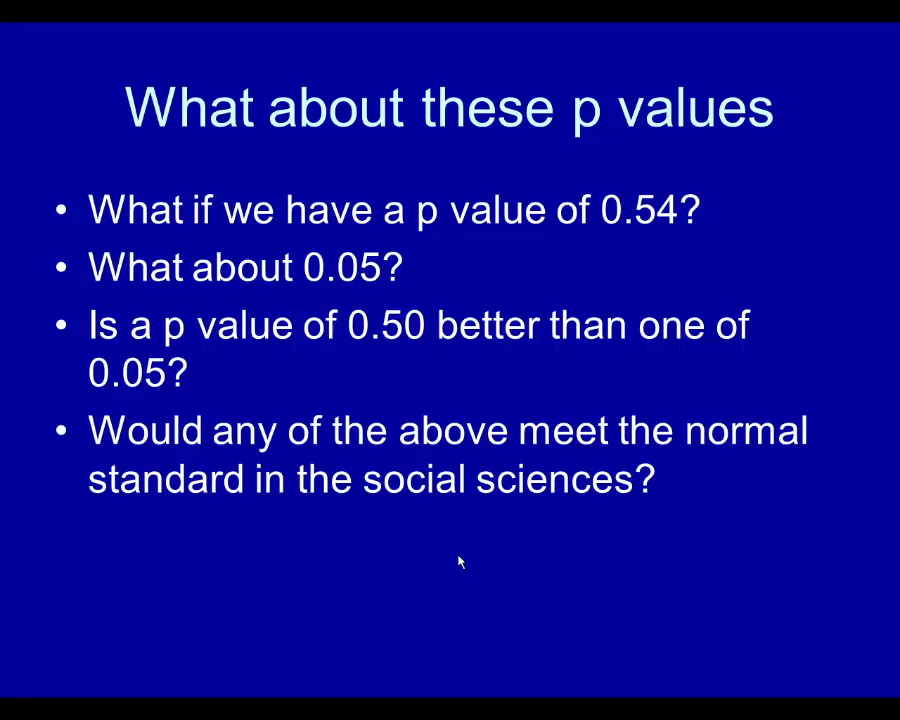 What about these p values
• What if we have a p value of 0.54?
• What about 0.05?
• Is a p value of 0.50 better than one of
0.05?
• Would any of the above meet the normal
standard in the social sciences?